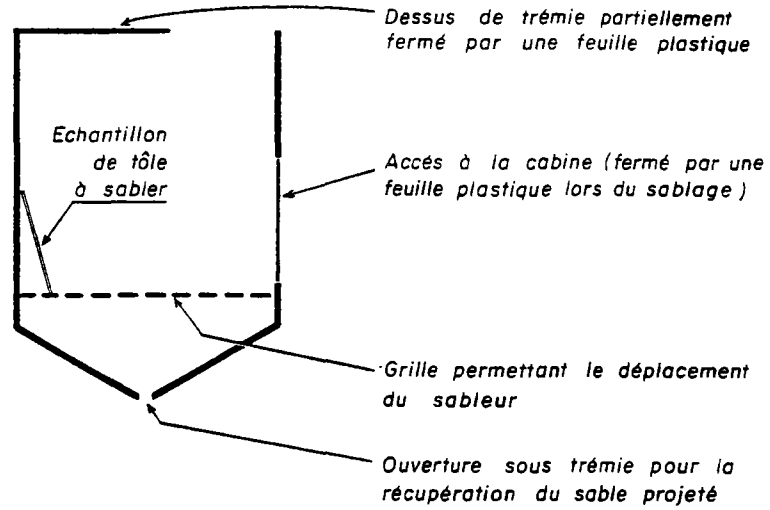 Dessus de trémie partiellement
fermé par une feuille plastique
Echantillon
de tôle
à sabler
Accés à la cabine (fermé par une
feuille plastique lors du sablage)
Grille permettant le déplacement
du sableur
Ouverture sous trémie pour la
récupération du sable projeté